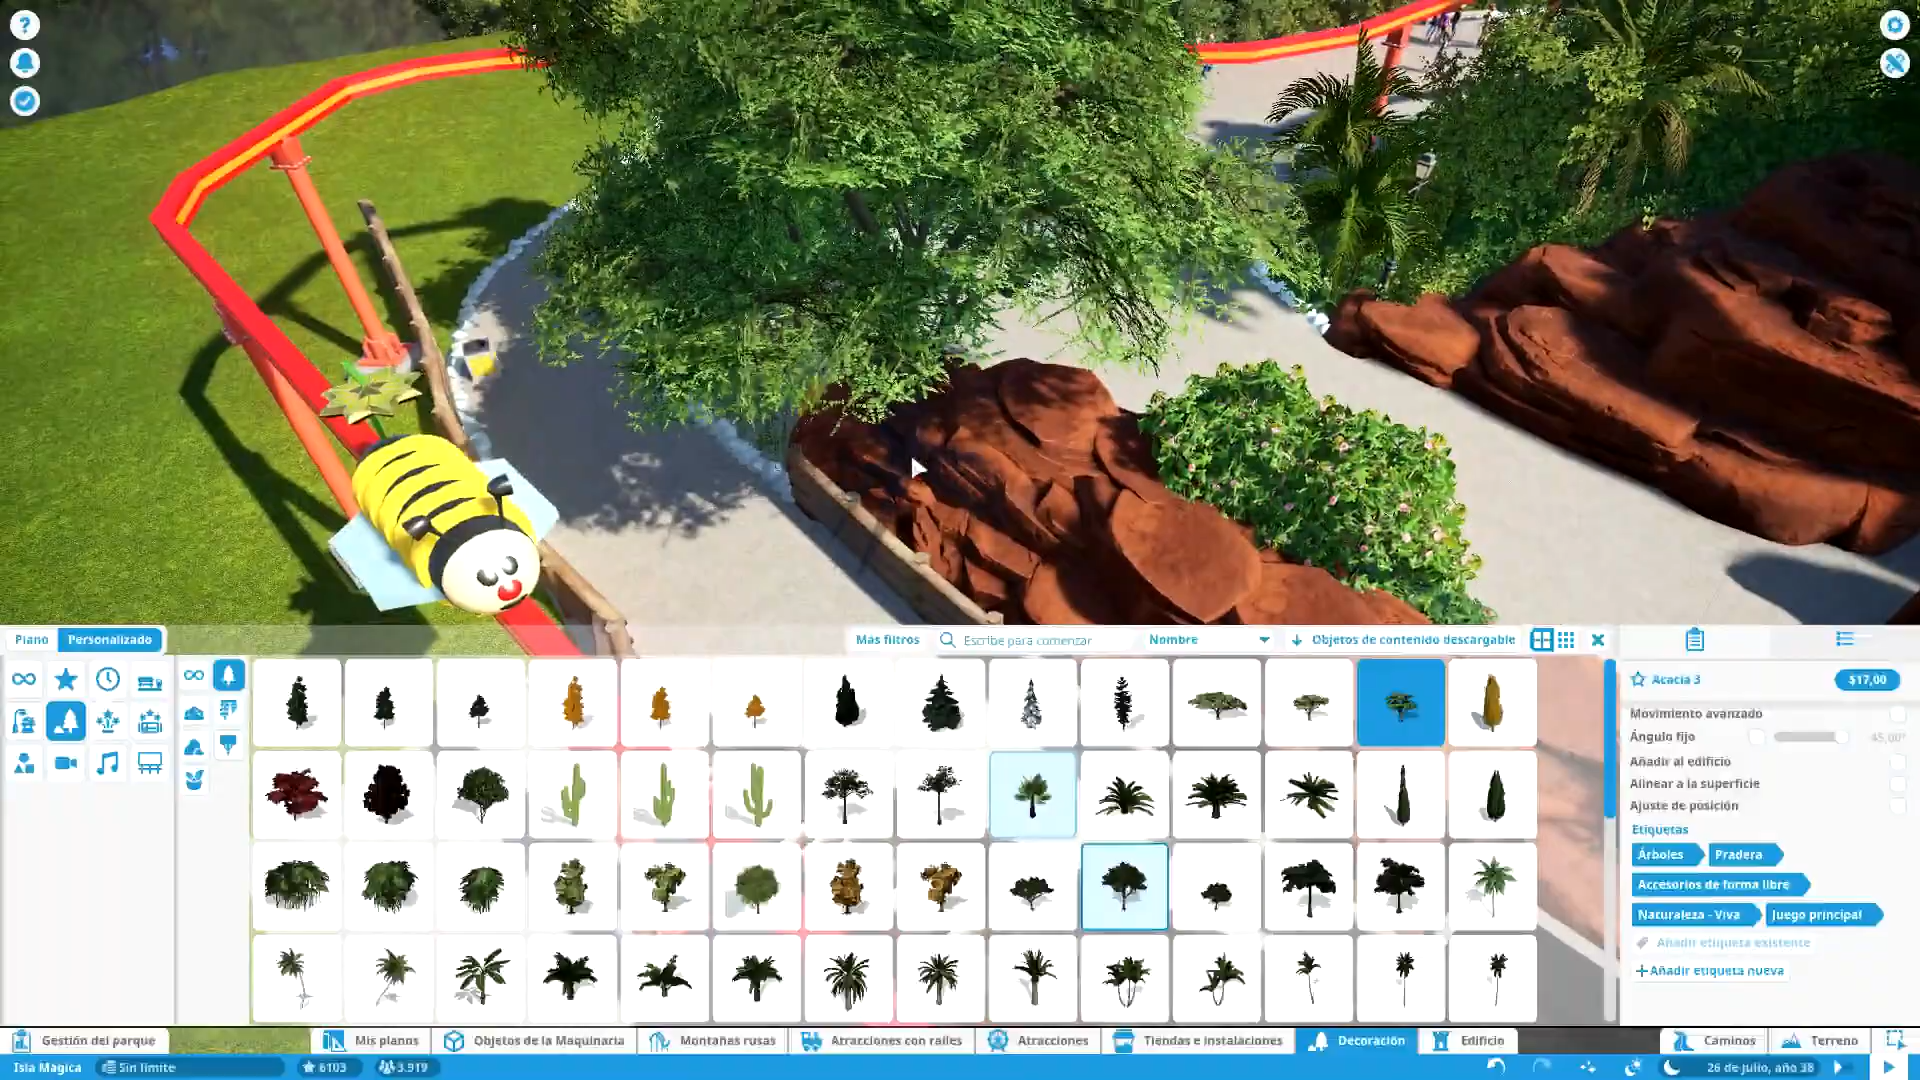 ?
Plano Personalizado Más filtros Escribe para comenzar Nombre Objetos de contenido descargable
Acacia 3 $17,00
Movimiento avanzado
Ángulo fijo 45,00°
Añadir al edificio
Alinear a la superficie
Ajuste de posición
Etiquetas
Árboles Pradera
Accesorios de forma libre
Naturaleza - Viva Juego principal
Añadir etiqueta existente
+Añadir etiqueta nueva
Gestión del parque Mis planos Objetos de la Maquinaria Montañas rusas Atracciones con raíles Atracciones Tiendas e instalaciones Decoración Edificio Caminos Terreno
Isla Mágica Sin límite 6103 3.919 26 de julio, año 38